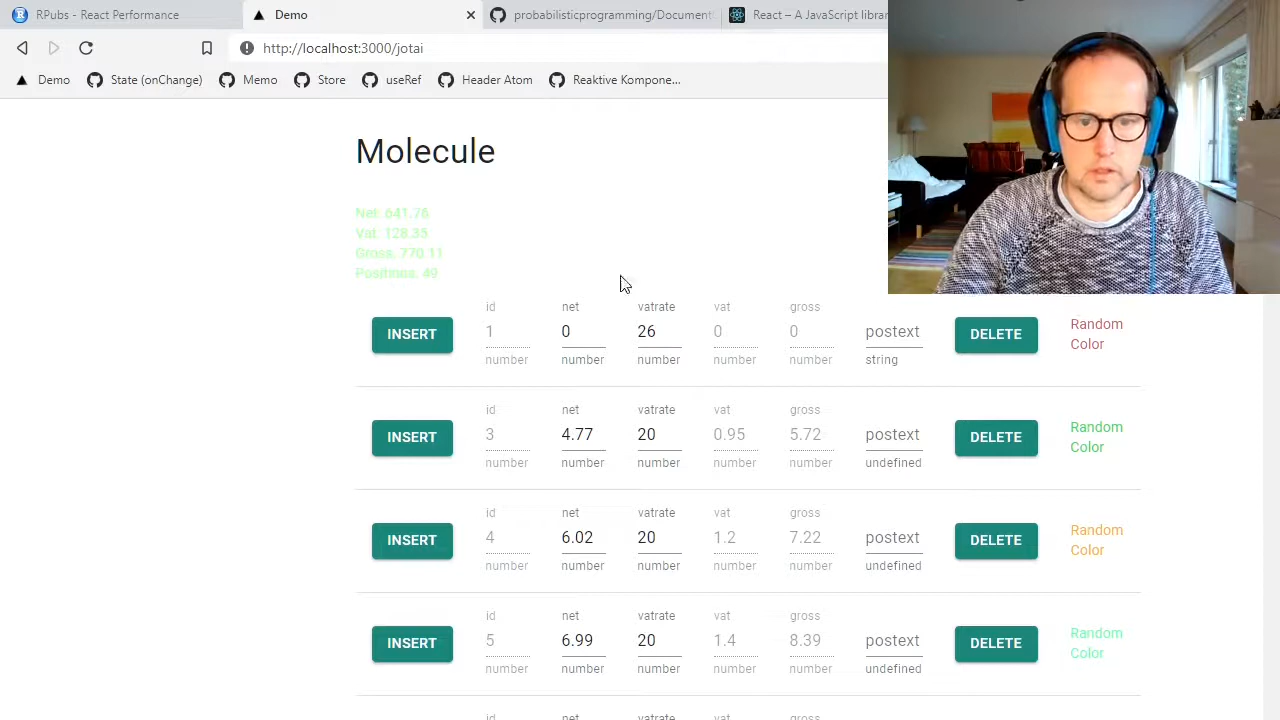 RPubs - React Performance
Demo
probabilisticprogramming/Document
React – A JavaScript librar
http://localhost:3000/jotai
Demo
State (onChange)
Memo
Store
useRef
Header Atom
Reaktive Kompone...
Molecule
Net: 641.76
Vat: 128.35
Gross: 770.11
Positinos: 49
id net vatrate vat gross
INSERT 1 0 26 0 0 postext DELETE Random Color
number number number number number string
id net vatrate vat gross
INSERT 3 4.77 20 0.95 5.72 postext DELETE Random Color
number number number number number undefined
id net vatrate vat gross
INSERT 4 6.02 20 1.2 7.22 postext DELETE Random Color
number number number number number undefined
id net vatrate vat gross
INSERT 5 6.99 20 1.4 8.39 postext DELETE Random Color
number number number number number undefined
id net vatrate vat gross